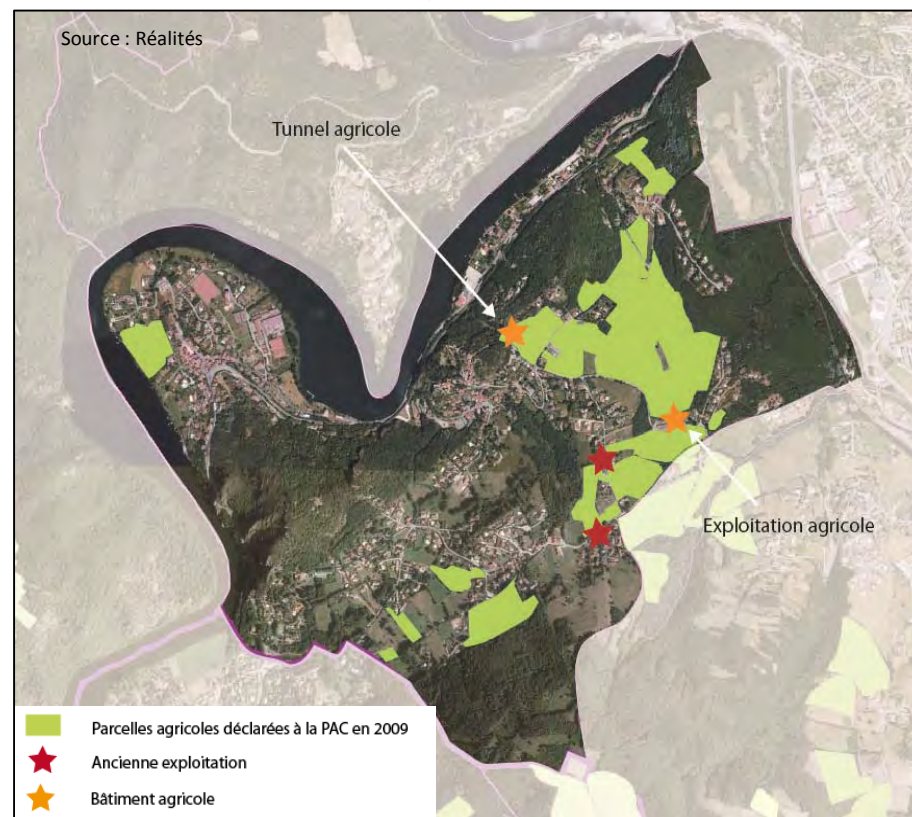 Source : Réalités
Tunnel agricole
Exploitation agricole
Parcelles agricoles déclarées à la PAC en 2009
Ancienne exploitation
Bâtiment agricole